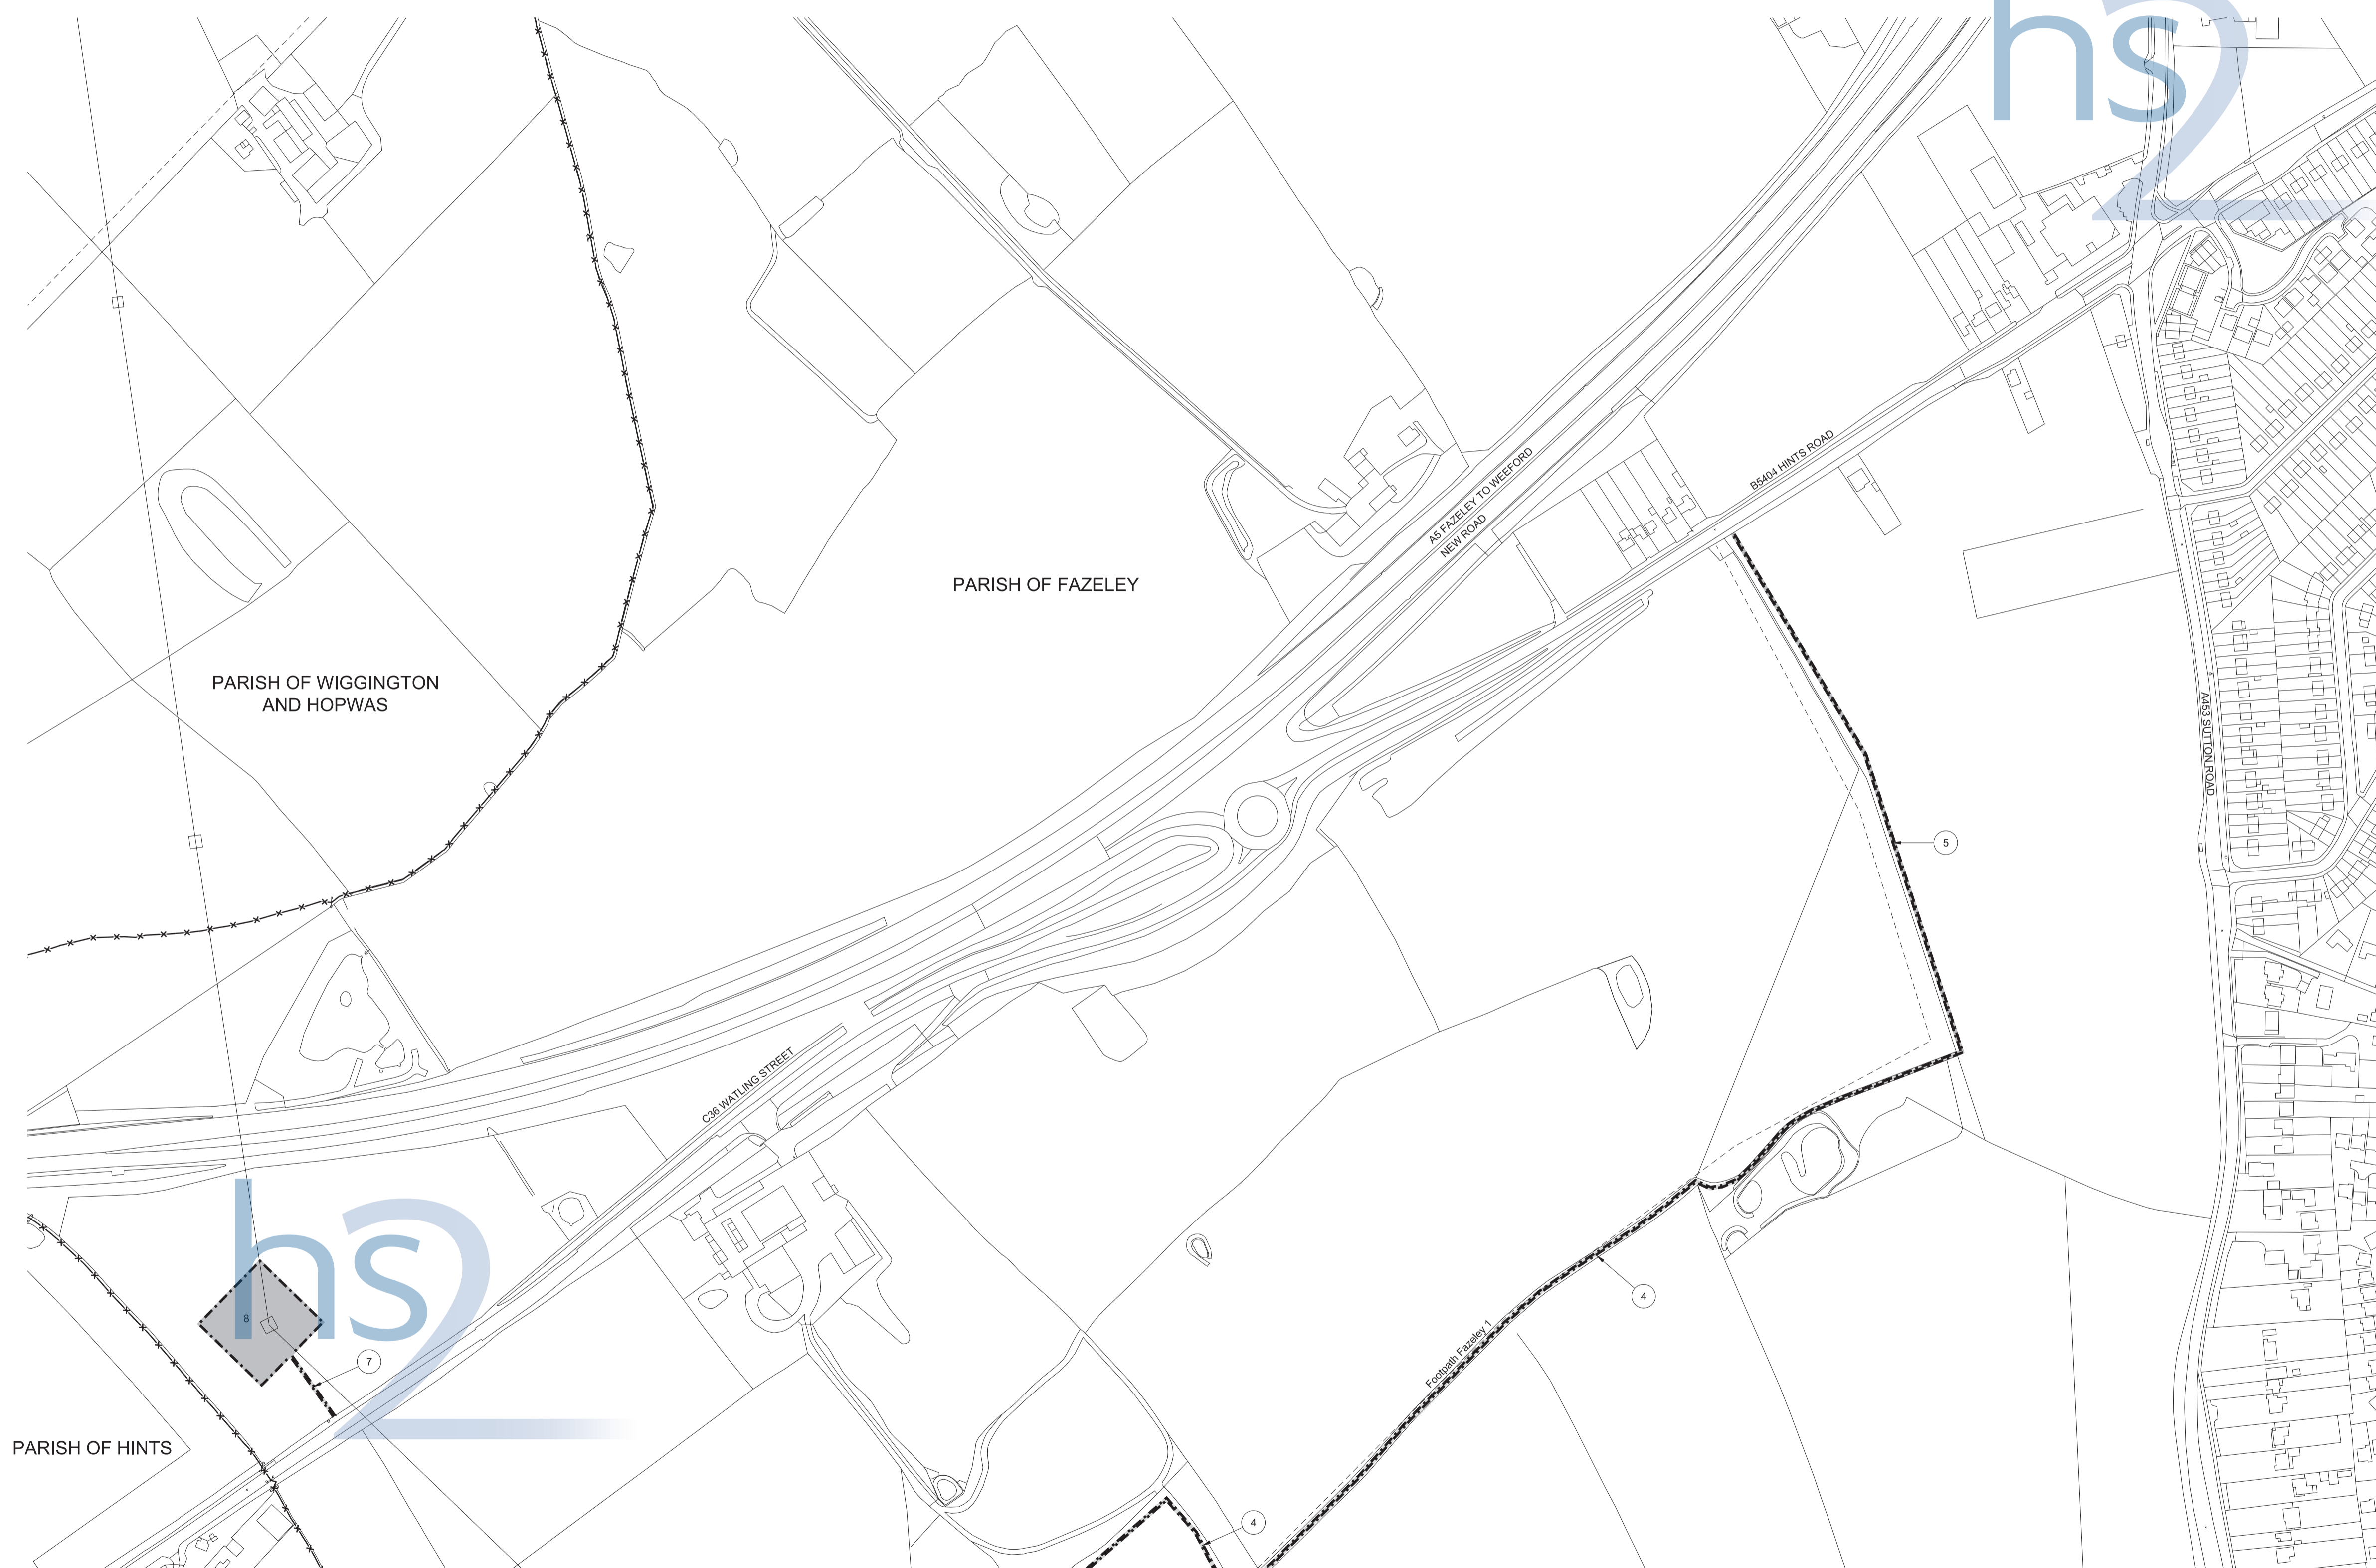 hs2
A5 FAZELEY TO WEEFORD
NEW ROAD
B5404 HINTS ROAD
PARISH OF FAZELEY
PARISH OF WIGGINGTON
AND HOPWAS
A453 SUTTON ROAD
5
C36 WATLING STREET
hs2
8
7
4
Footpath Fazeley 1
PARISH OF HINTS
4